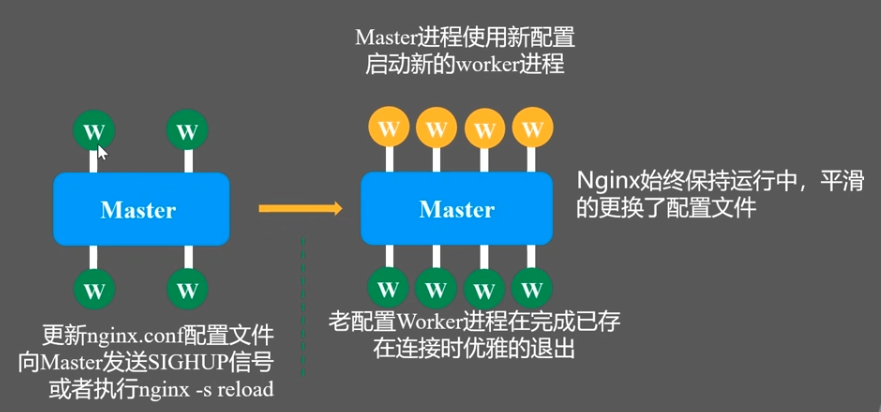 Master进程使用新配置
启动新的worker进程
W W
W W W W
Master
Master
Nginx始终保持运行中，平滑
的更换了配置文件
W W
W W W W
更新nginx.conf配置文件
向Master发送SIGHUP信号
或者执行nginx -s reload
老配置Worker进程在完成已存
在连接时优雅的退出